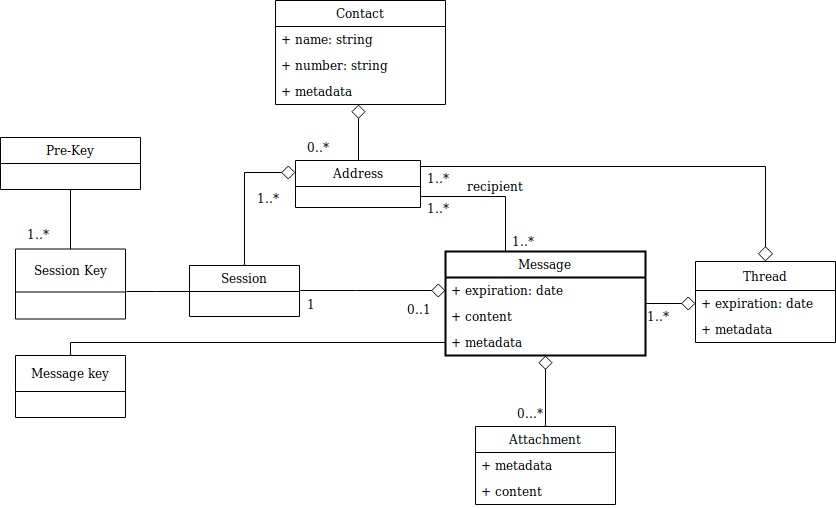 Contact
+ name: string
+ number: string
+ metadata
0..*
Pre-Key
Address
1..*
recipient
1..*
1..*
1..*
1..*
Session Key
Session
Message
Thread
+ expiration: date
+ expiration: date
1
0..1
+ content
1..*
+ metadata
+ metadata
Message key
0...*
Attachment
+ metadata
+ content